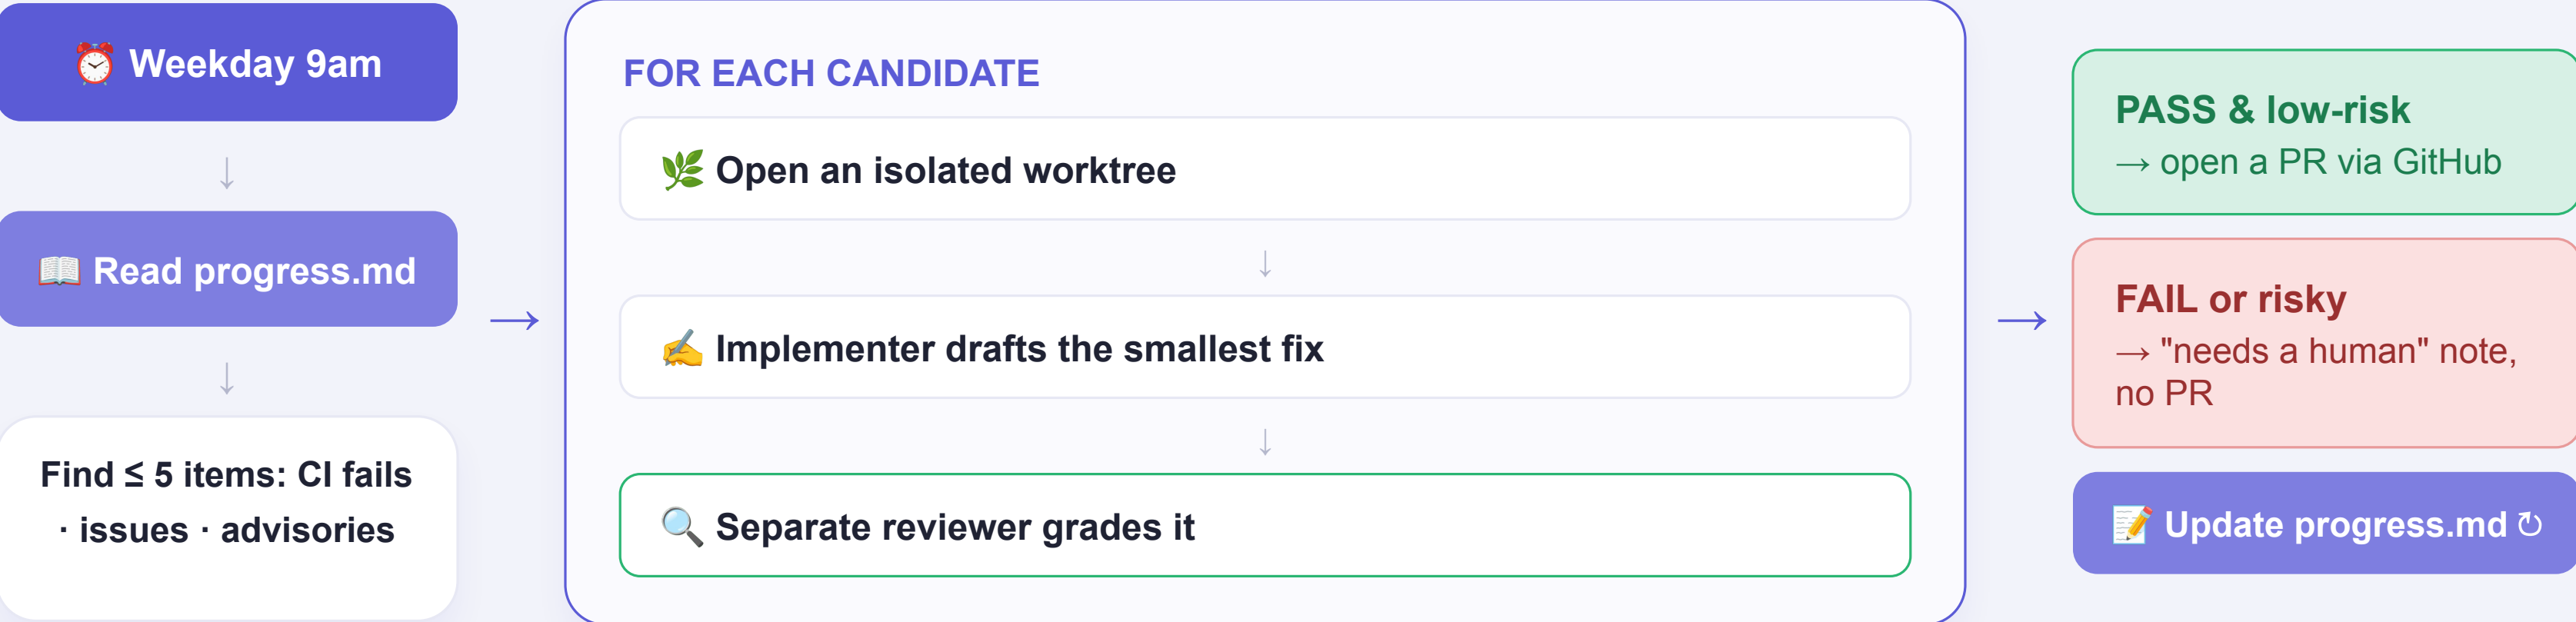 ⏰ Weekday 9am
↓
📖 Read progress.md
↓
Find ≤ 5 items: CI fails
· issues · advisories
→
FOR EACH CANDIDATE
🌿 Open an isolated worktree
↓
✍️ Implementer drafts the smallest fix
↓
🔍 Separate reviewer grades it
→
PASS & low-risk
→ open a PR via GitHub
FAIL or risky
→ "needs a human" note,
no PR
📝 Update progress.md ↻